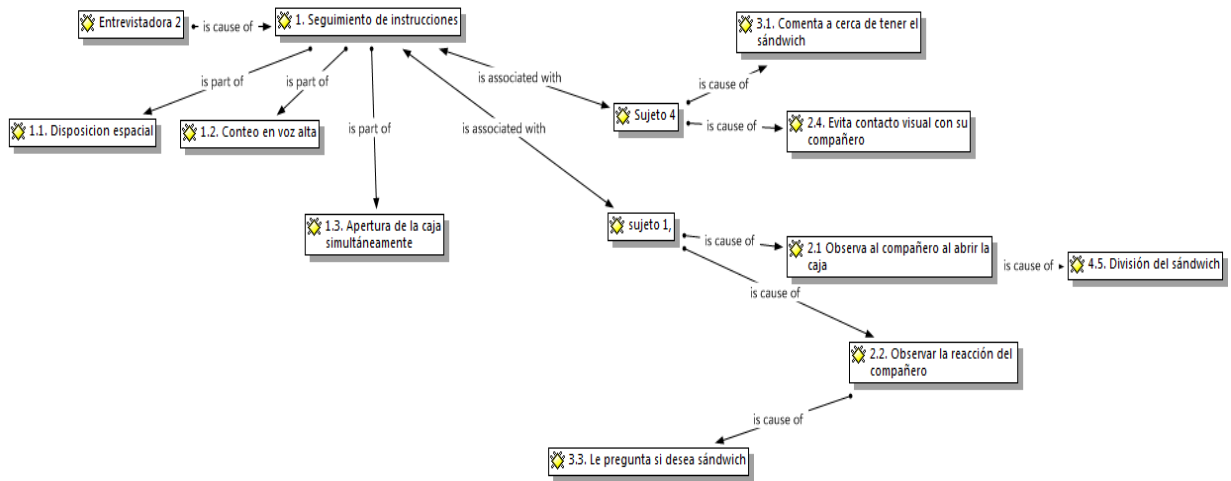 Entrevistadora 2
is cause of
1. Seguimiento de instrucciones
3.1. Comenta a cerca de tener el
sándwich
is part of
is part of
is associated with
is cause of
1.1. Disposicion espacial
1.2. Conteo en voz alta
is part of
is associated with
Sujeto 4
is cause of
2.4. Evita contacto visual con su
compañero
1.3. Apertura de la caja
simultáneamente
sujeto 1,
is cause of
2.1 Observa al compañero al abrir la
caja
is cause of
4.5. División del sándwich
is cause of
2.2. Observar la reacción del
compañero
is cause of
3.3. Le pregunta si desea sándwich